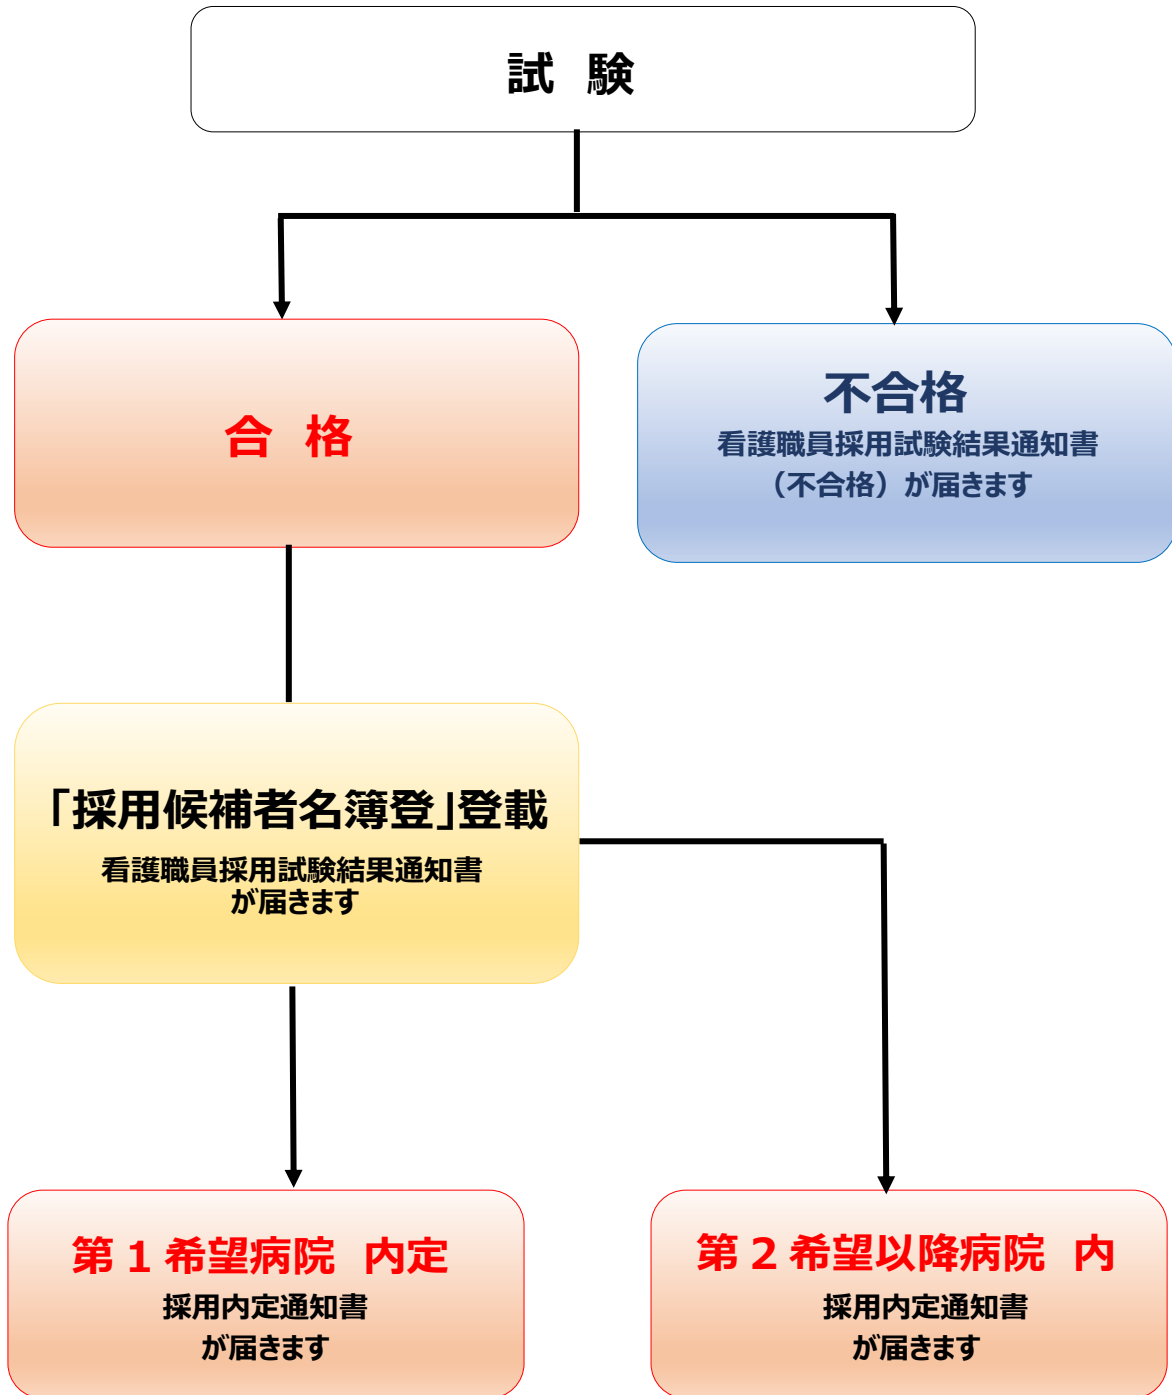 試 験
合 格
不合格
看護職員採用試験結果通知書
（不合格）が届きます
「採用候補者名簿登」登載
看護職員採用試験結果通知書
が届きます
第１希望病院 内定
採用内定通知書
が届きます
第２希望以降病院 内
採用内定通知書
が届きます